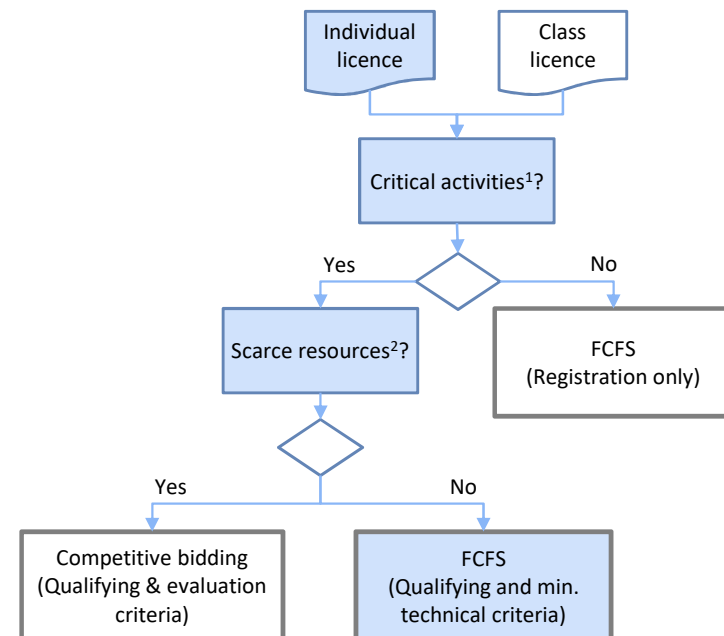 Individual
licence
Class
licence
Critical activities¹?
Yes
No
Scarce resources²?
FCFS
(Registration only)
Yes
No
Competitive bidding
(Qualifying & evaluation
criteria)
FCFS
(Qualifying and min.
technical criteria)